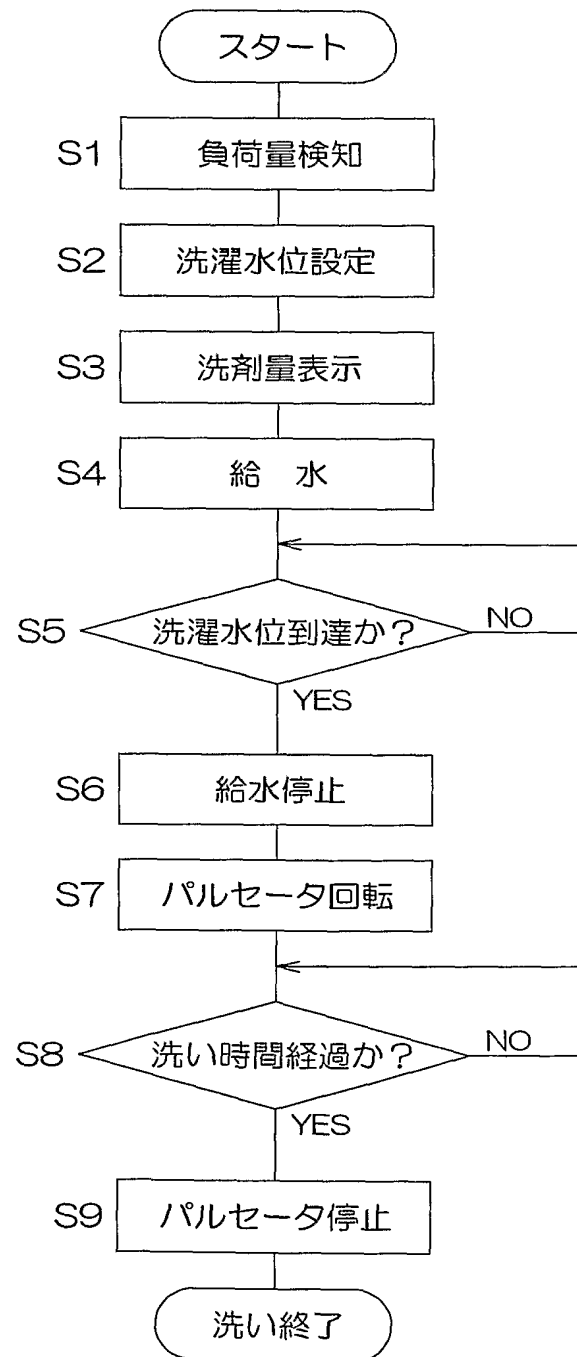 スタート
S1 負荷量検知
S2 洗濯水位設定
S3 洗剤量表示
S4 給 水
S5 洗濯水位到達か？ NO
YES
S6 給水停止
S7 パルセータ回転
S8 洗い時間経過か？ NO
YES
S9 パルセータ停止
洗い終了